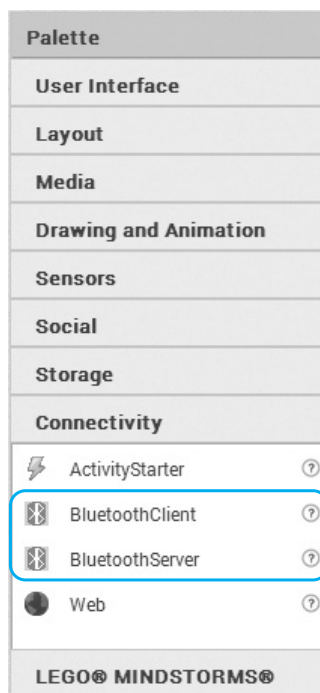 Palette
User Interface
Layout
Media
Drawing and Animation
Sensors
Social
Storage
Connectivity
ActivityStarter ?
BluetoothClient ?
BluetoothServer ?
Web ?
LEGO® MINDSTORMS®